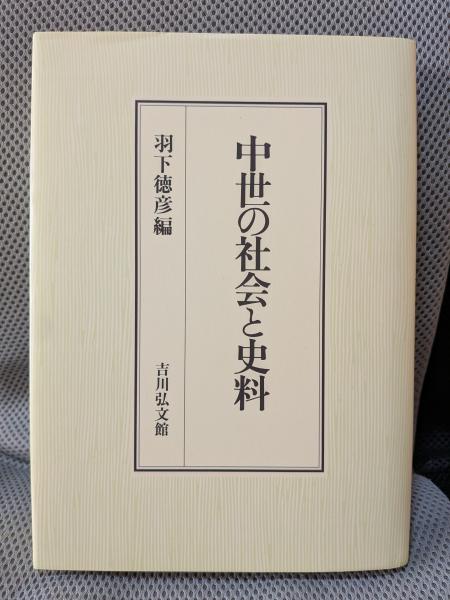 中世の社会と史料
羽下徳彦編
吉川弘文館